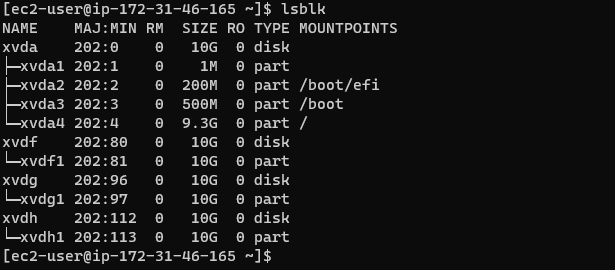 [ec2-user@ip-172-31-46-165 ~]$ lsblk
NAME    MAJ:MIN RM  SIZE RO TYPE MOUNTPOINTS
xvda    202:0    0   10G  0 disk
├─xvda1 202:1    0    1M  0 part
├─xvda2 202:2    0  200M  0 part /boot/efi
├─xvda3 202:3    0  500M  0 part /boot
└─xvda4 202:4    0  9.3G  0 part /
xvdf    202:80   0   10G  0 disk
└─xvdf1 202:81   0   10G  0 part
xvdg    202:96   0   10G  0 disk
└─xvdg1 202:97   0   10G  0 part
xvdh    202:112  0   10G  0 disk
└─xvdh1 202:113  0   10G  0 part
[ec2-user@ip-172-31-46-165 ~]$